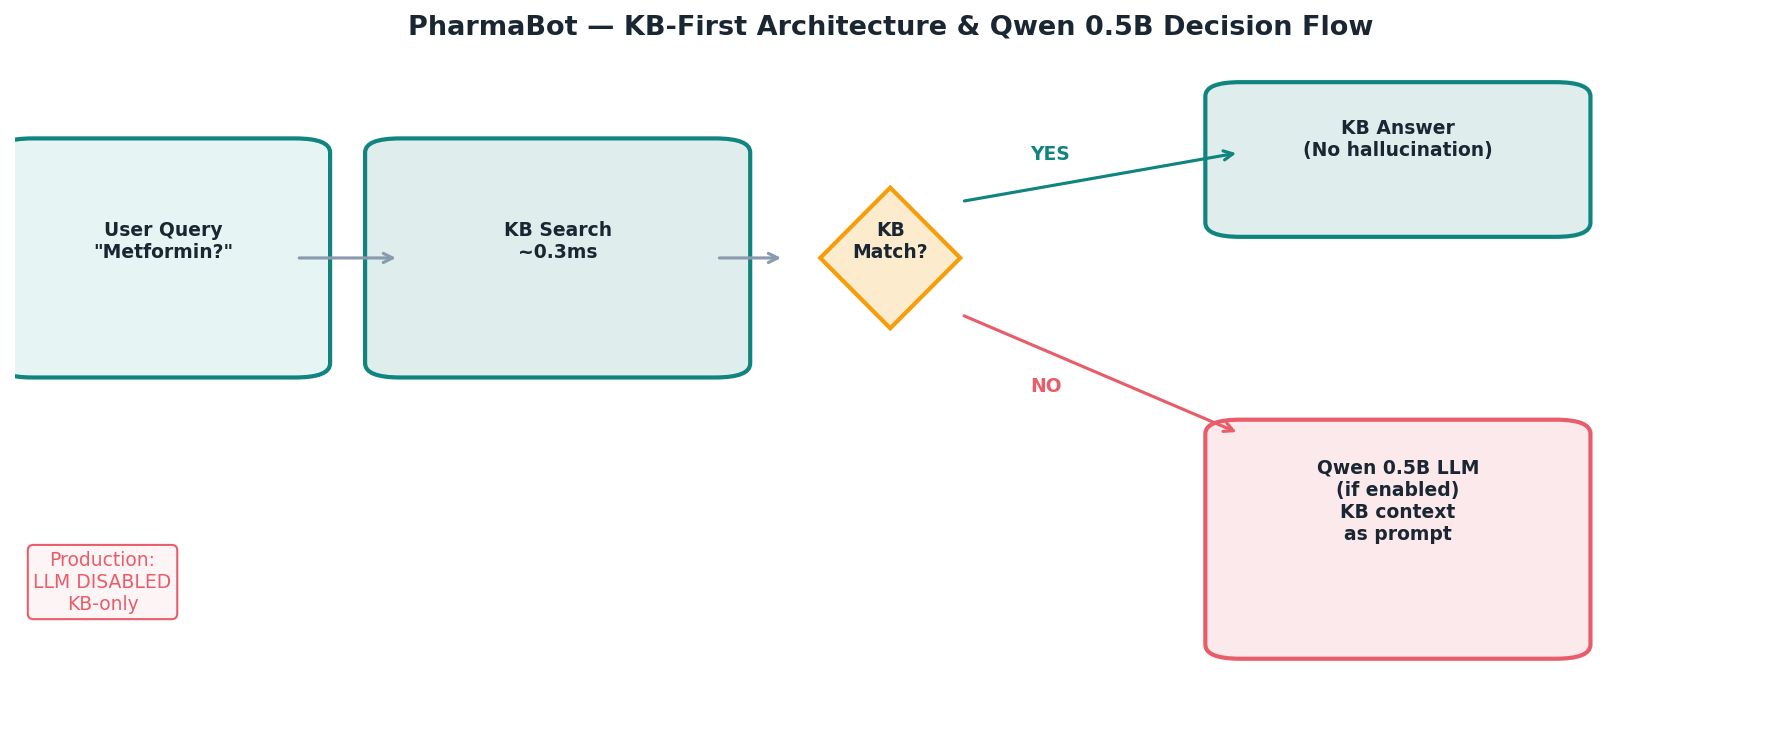 PharmaBot — KB-First Architecture & Qwen 0.5B Decision Flow
User Query
"Metformin?"
KB Search
~0.3ms
KB
Match?
YES
KB Answer
(No hallucination)
NO
Qwen 0.5B LLM
(if enabled)
KB context
as prompt
Production:
LLM DISABLED
KB-only